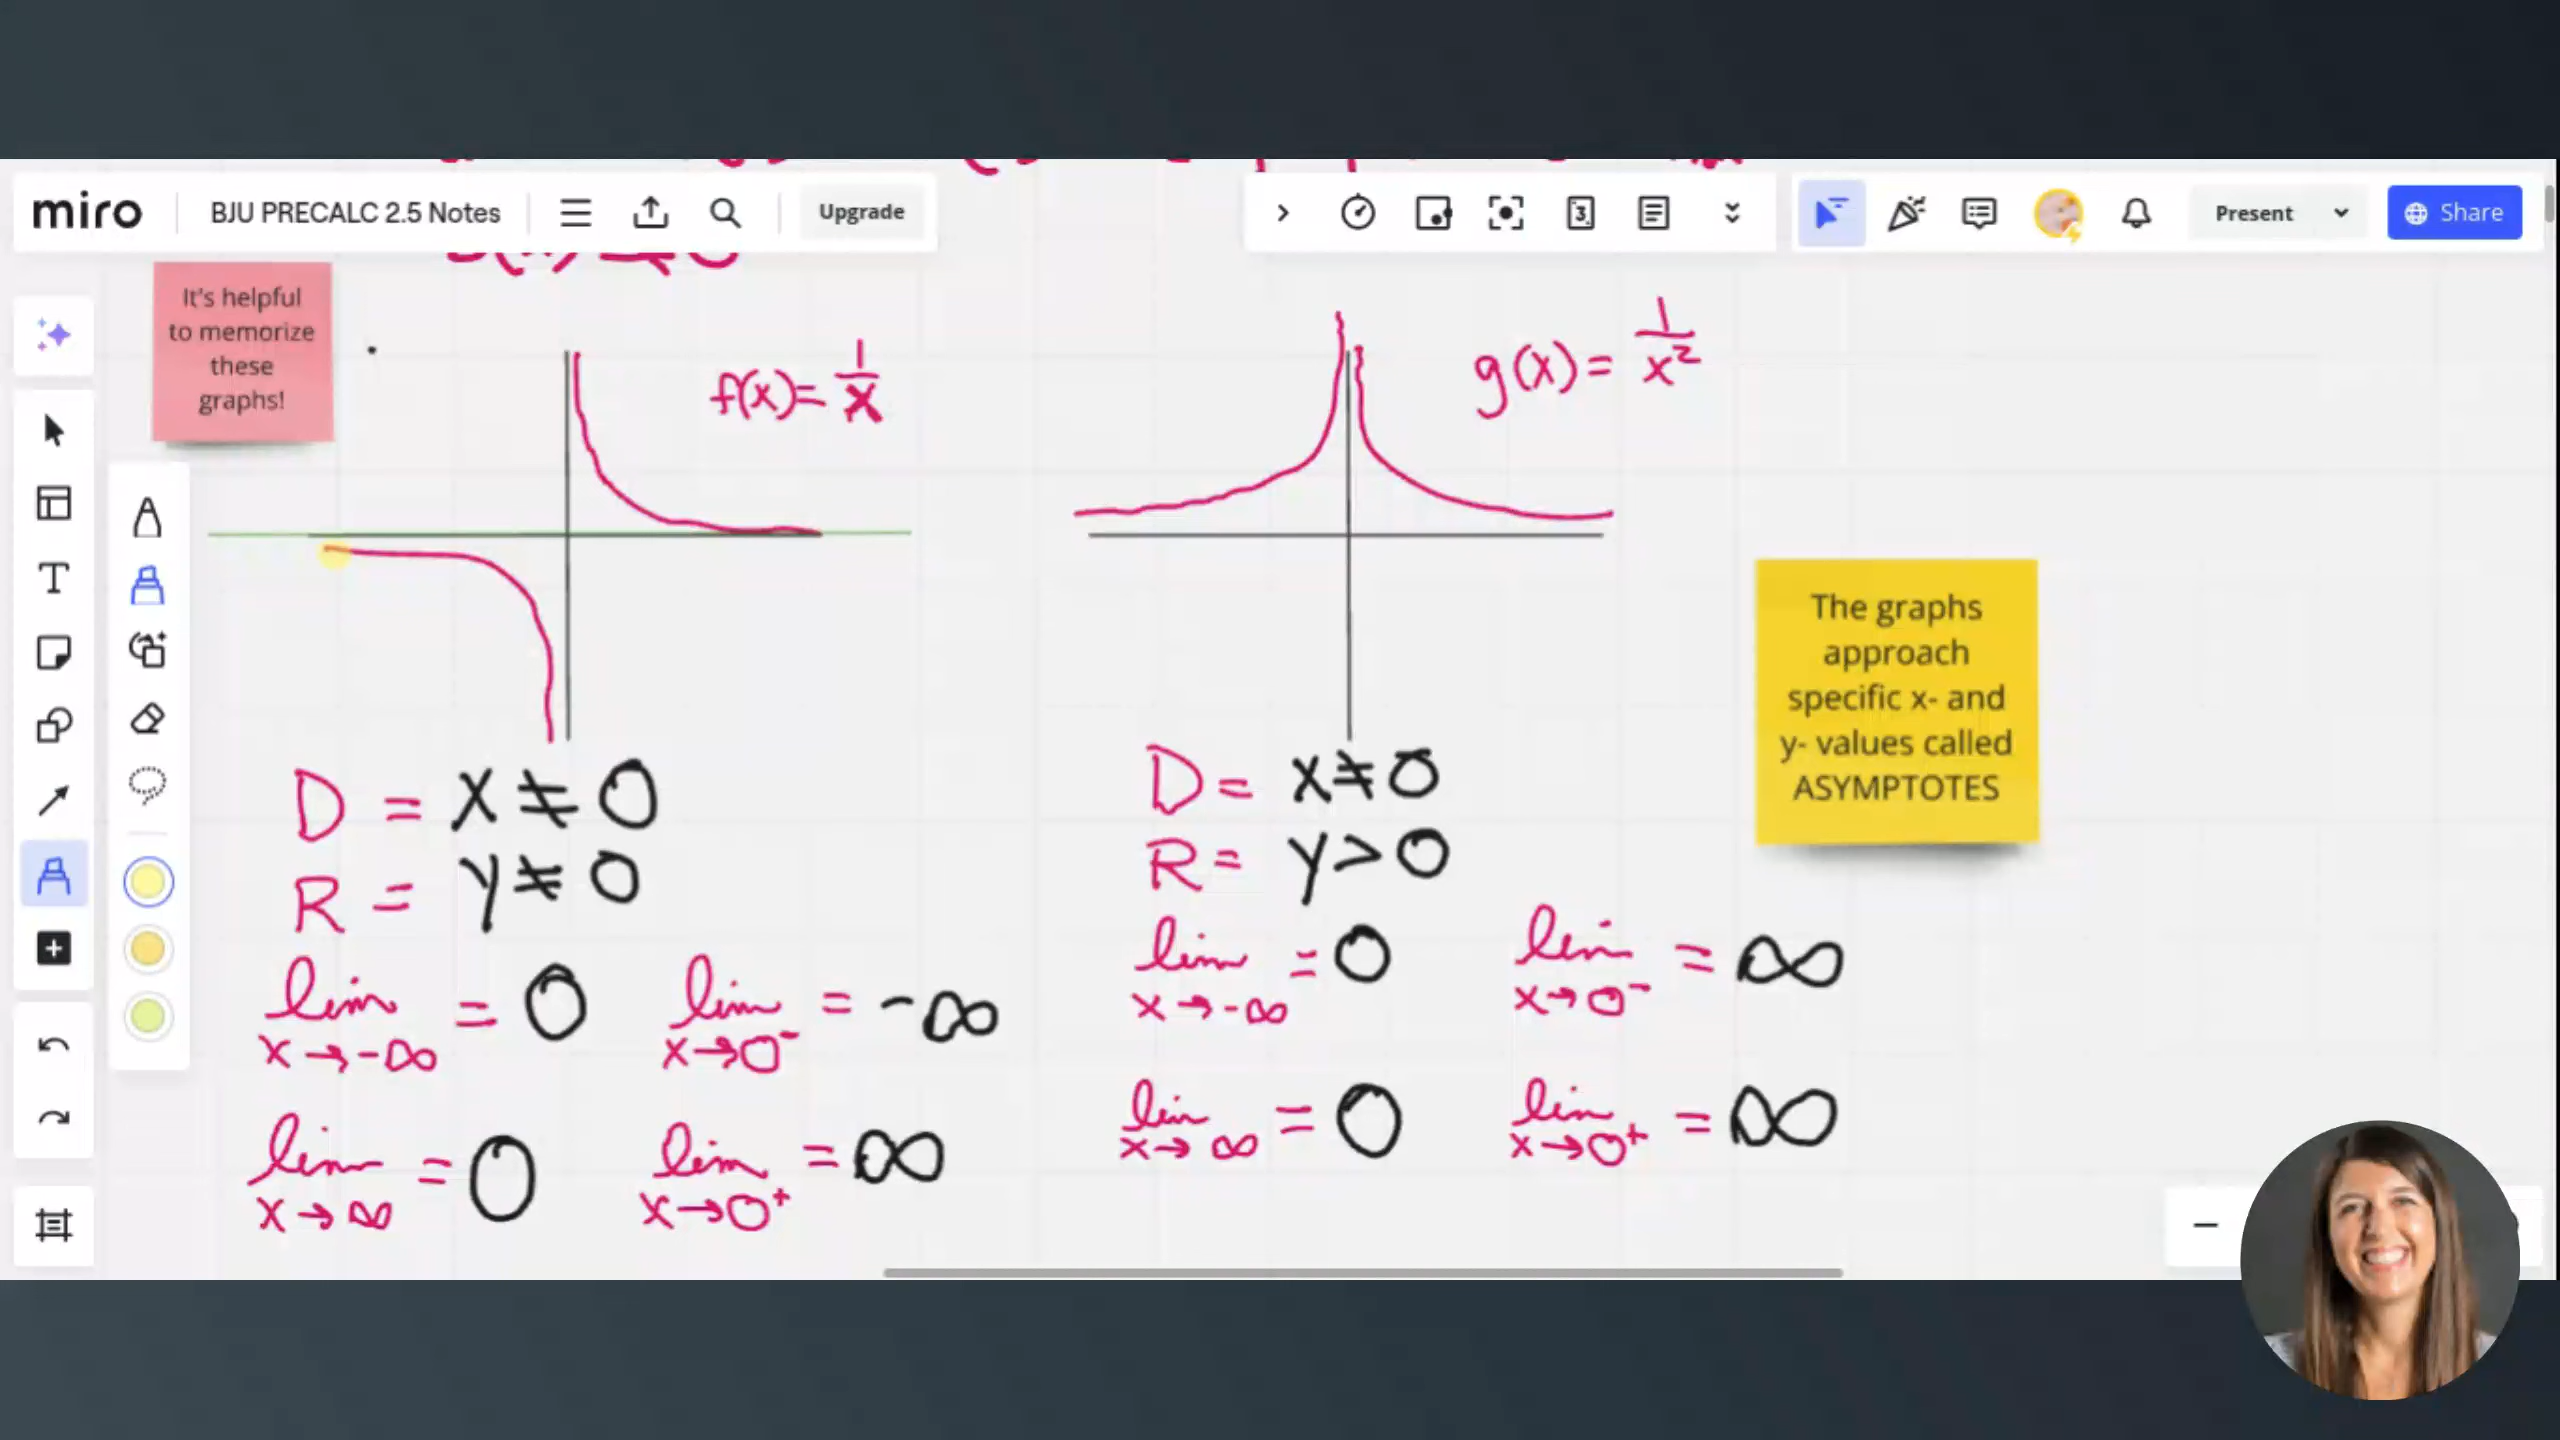 miro
BJU PRECALC 2.5 Notes
Upgrade
3
Present
Share
It's helpful
to memorize
these
graphs!
f(x) = 1/x
g(x) = 1/x²
The graphs
approach
specific x- and
y- values called
ASYMPTOTES
D = x ≠ 0
R = y ≠ 0
lim x→-∞ = 0
lim x→0⁻ = -∞
lim x→∞ = 0
lim x→0⁺ = ∞
D = x ≠ 0
R = y > 0
lim x→-∞ = 0
lim x→0⁻ = ∞
lim x→∞ = 0
lim x→0⁺ = ∞